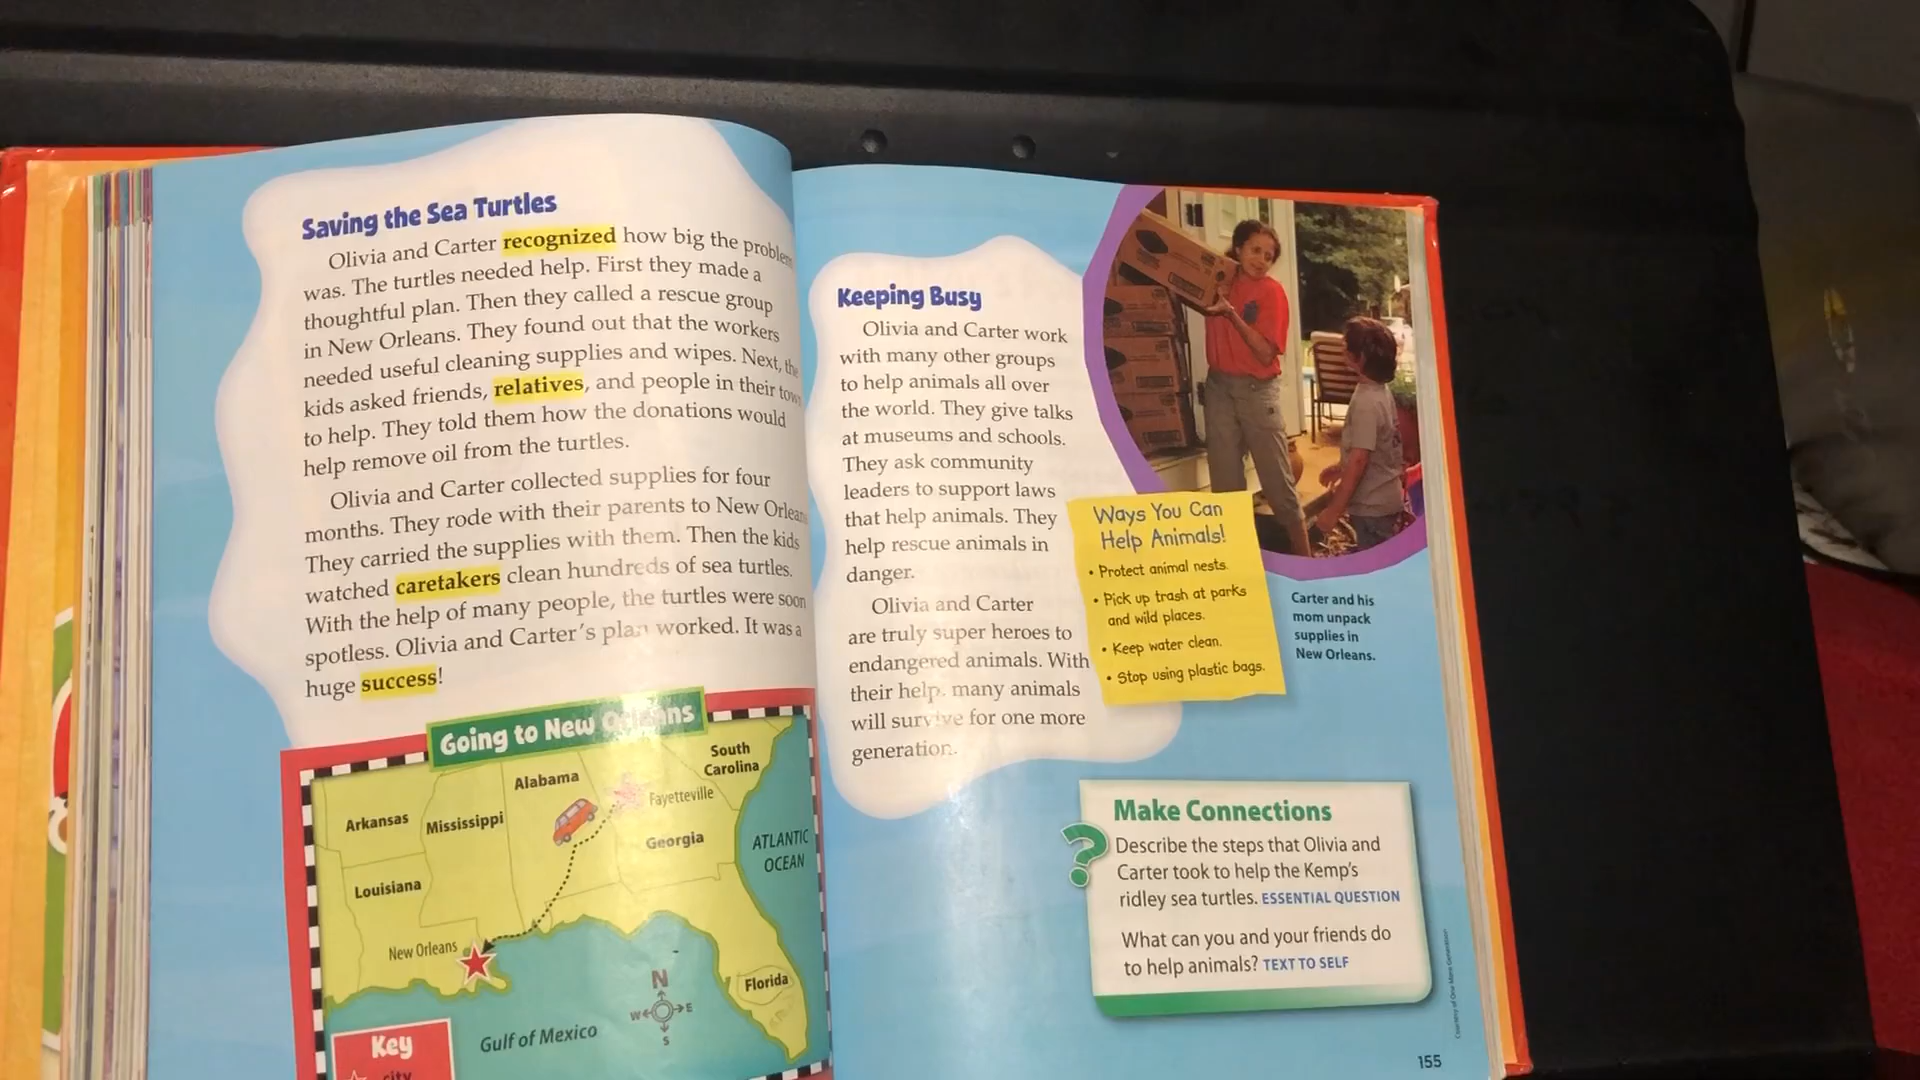 Saving the Sea Turtles
Olivia and Carter recognized how big the problem
was. The turtles needed help. First they made a
thoughtful plan. Then they called a rescue group
in New Orleans. They found out that the workers
needed useful cleaning supplies and wipes. Next, the
kids asked friends, relatives, and people in their town
to help. They told them how the donations would
help remove oil from the turtles.
Olivia and Carter collected supplies for four
months. They rode with their parents to New Orleans
They carried the supplies with them. Then the kids
watched caretakers clean hundreds of sea turtles.
With the help of many people, the turtles were soon
spotless. Olivia and Carter's plan worked. It was a
huge success!
Going to New Orleans
South
Carolina
Alabama
Fayetteville
Arkansas
Mississippi
Georgia
ATLANTIC
OCEAN
Louisiana
New Orleans
Florida
N
W
E
S
Gulf of Mexico
Key
city
Keeping Busy
Olivia and Carter work
with many other groups
to help animals all over
the world. They give talks
at museums and schools.
They ask community
leaders to support laws
that help animals. They
help rescue animals in
danger.
Olivia and Carter
are truly super heroes to
endangered animals. With
their help, many animals
will survive for one more
generation.
Ways You Can
Help Animals!
• Protect animal nests.
• Pick up trash at parks
and wild places.
• Keep water clean.
• Stop using plastic bags.
Carter and his
mom unpack
supplies in
New Orleans.
Make Connections
? Describe the steps that Olivia and
Carter took to help the Kemp's
ridley sea turtles. ESSENTIAL QUESTION
What can you and your friends do
to help animals? TEXT TO SELF
Courtesy of One More Generation
155